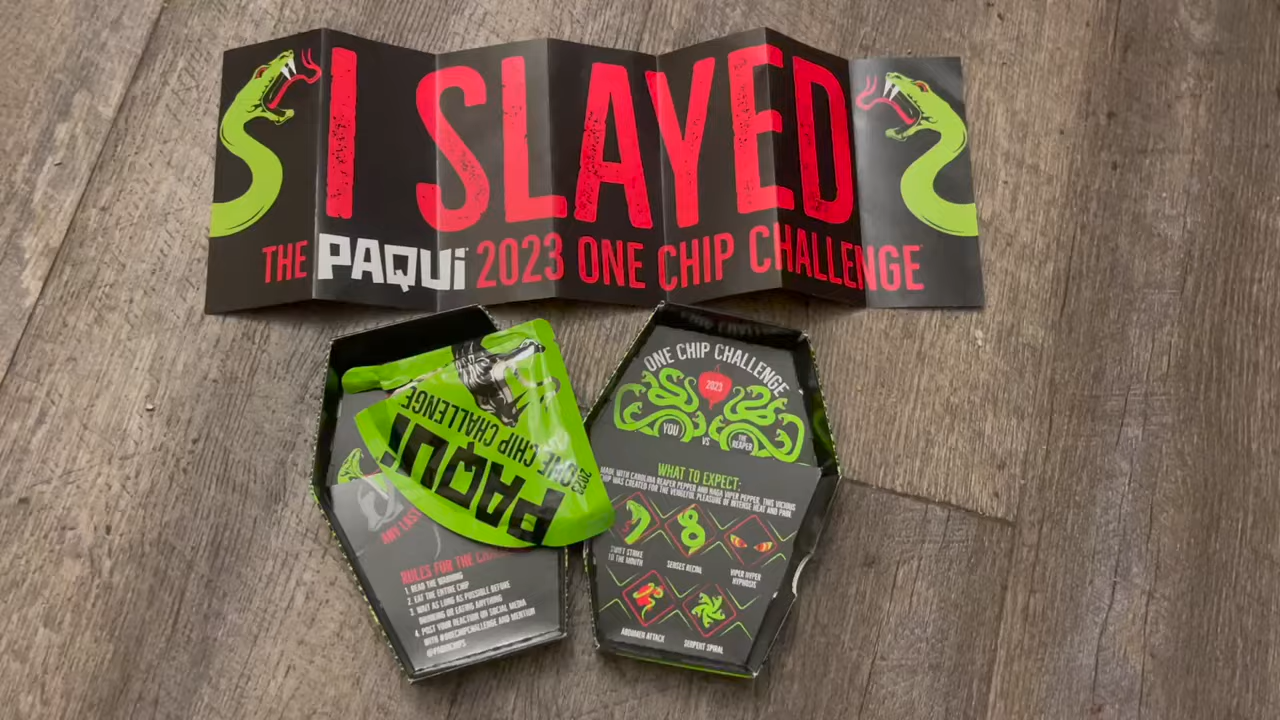 I SLAYED
THE PAQUI 2023 ONE CHIP CHALLENGE
2023
ONE CHIP CHALLENGE
PAQUI
ANY LAST
RULES FOR THE
1. READ THE WARNING
2. EAT THE ENTIRE CHIP
3. WAIT AS LONG AS POSSIBLE BEFORE
DRINKING OR EATING ANYTHING
4. POST YOUR REACTION ON SOCIAL MEDIA
WITH #ONECHIPCHALLENGE AND MENTION
@PAQUICHIPS
ONE CHIP CHALLENGE
2023
YOU
VS
THE
REAPER
WHAT TO EXPECT:
MADE WITH CAROLINA REAPER PEPPER AND NAGA VIPER PEPPER, THIS VICIOUS
CHIP WAS CREATED FOR THE VENGEFUL PLEASURE OF INTENSE HEAT AND PAIN.
SWIFT STRIKE
TO THE MOUTH
SENSES RECOIL
VIPER HYPER
HYPNOSIS
ABDOMEN ATTACK
SERPENT SPIRAL